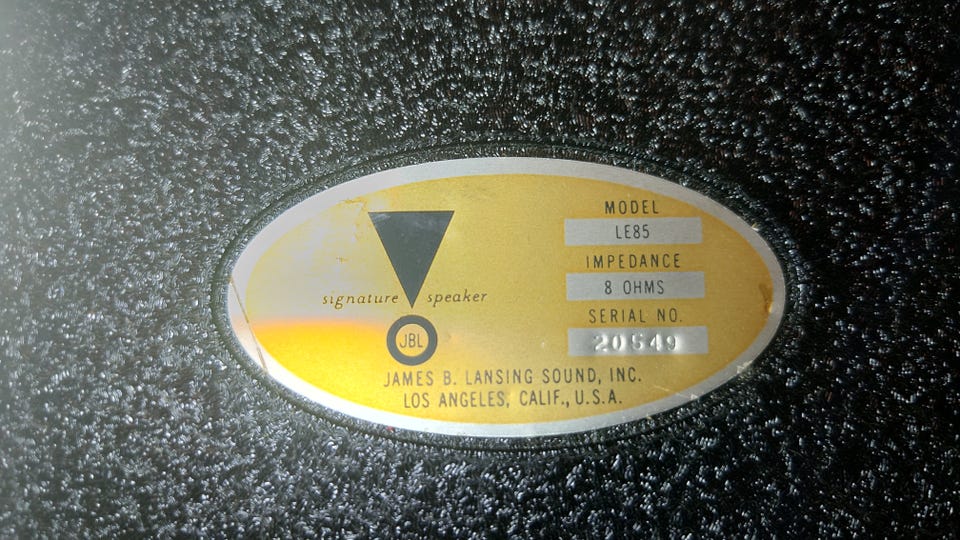 MODEL
LE85
IMPEDANCE
8 OHMS
SERIAL NO.
20549
signature speaker
JBL
JAMES B. LANSING SOUND, INC.
LOS ANGELES, CALIF., U.S.A.